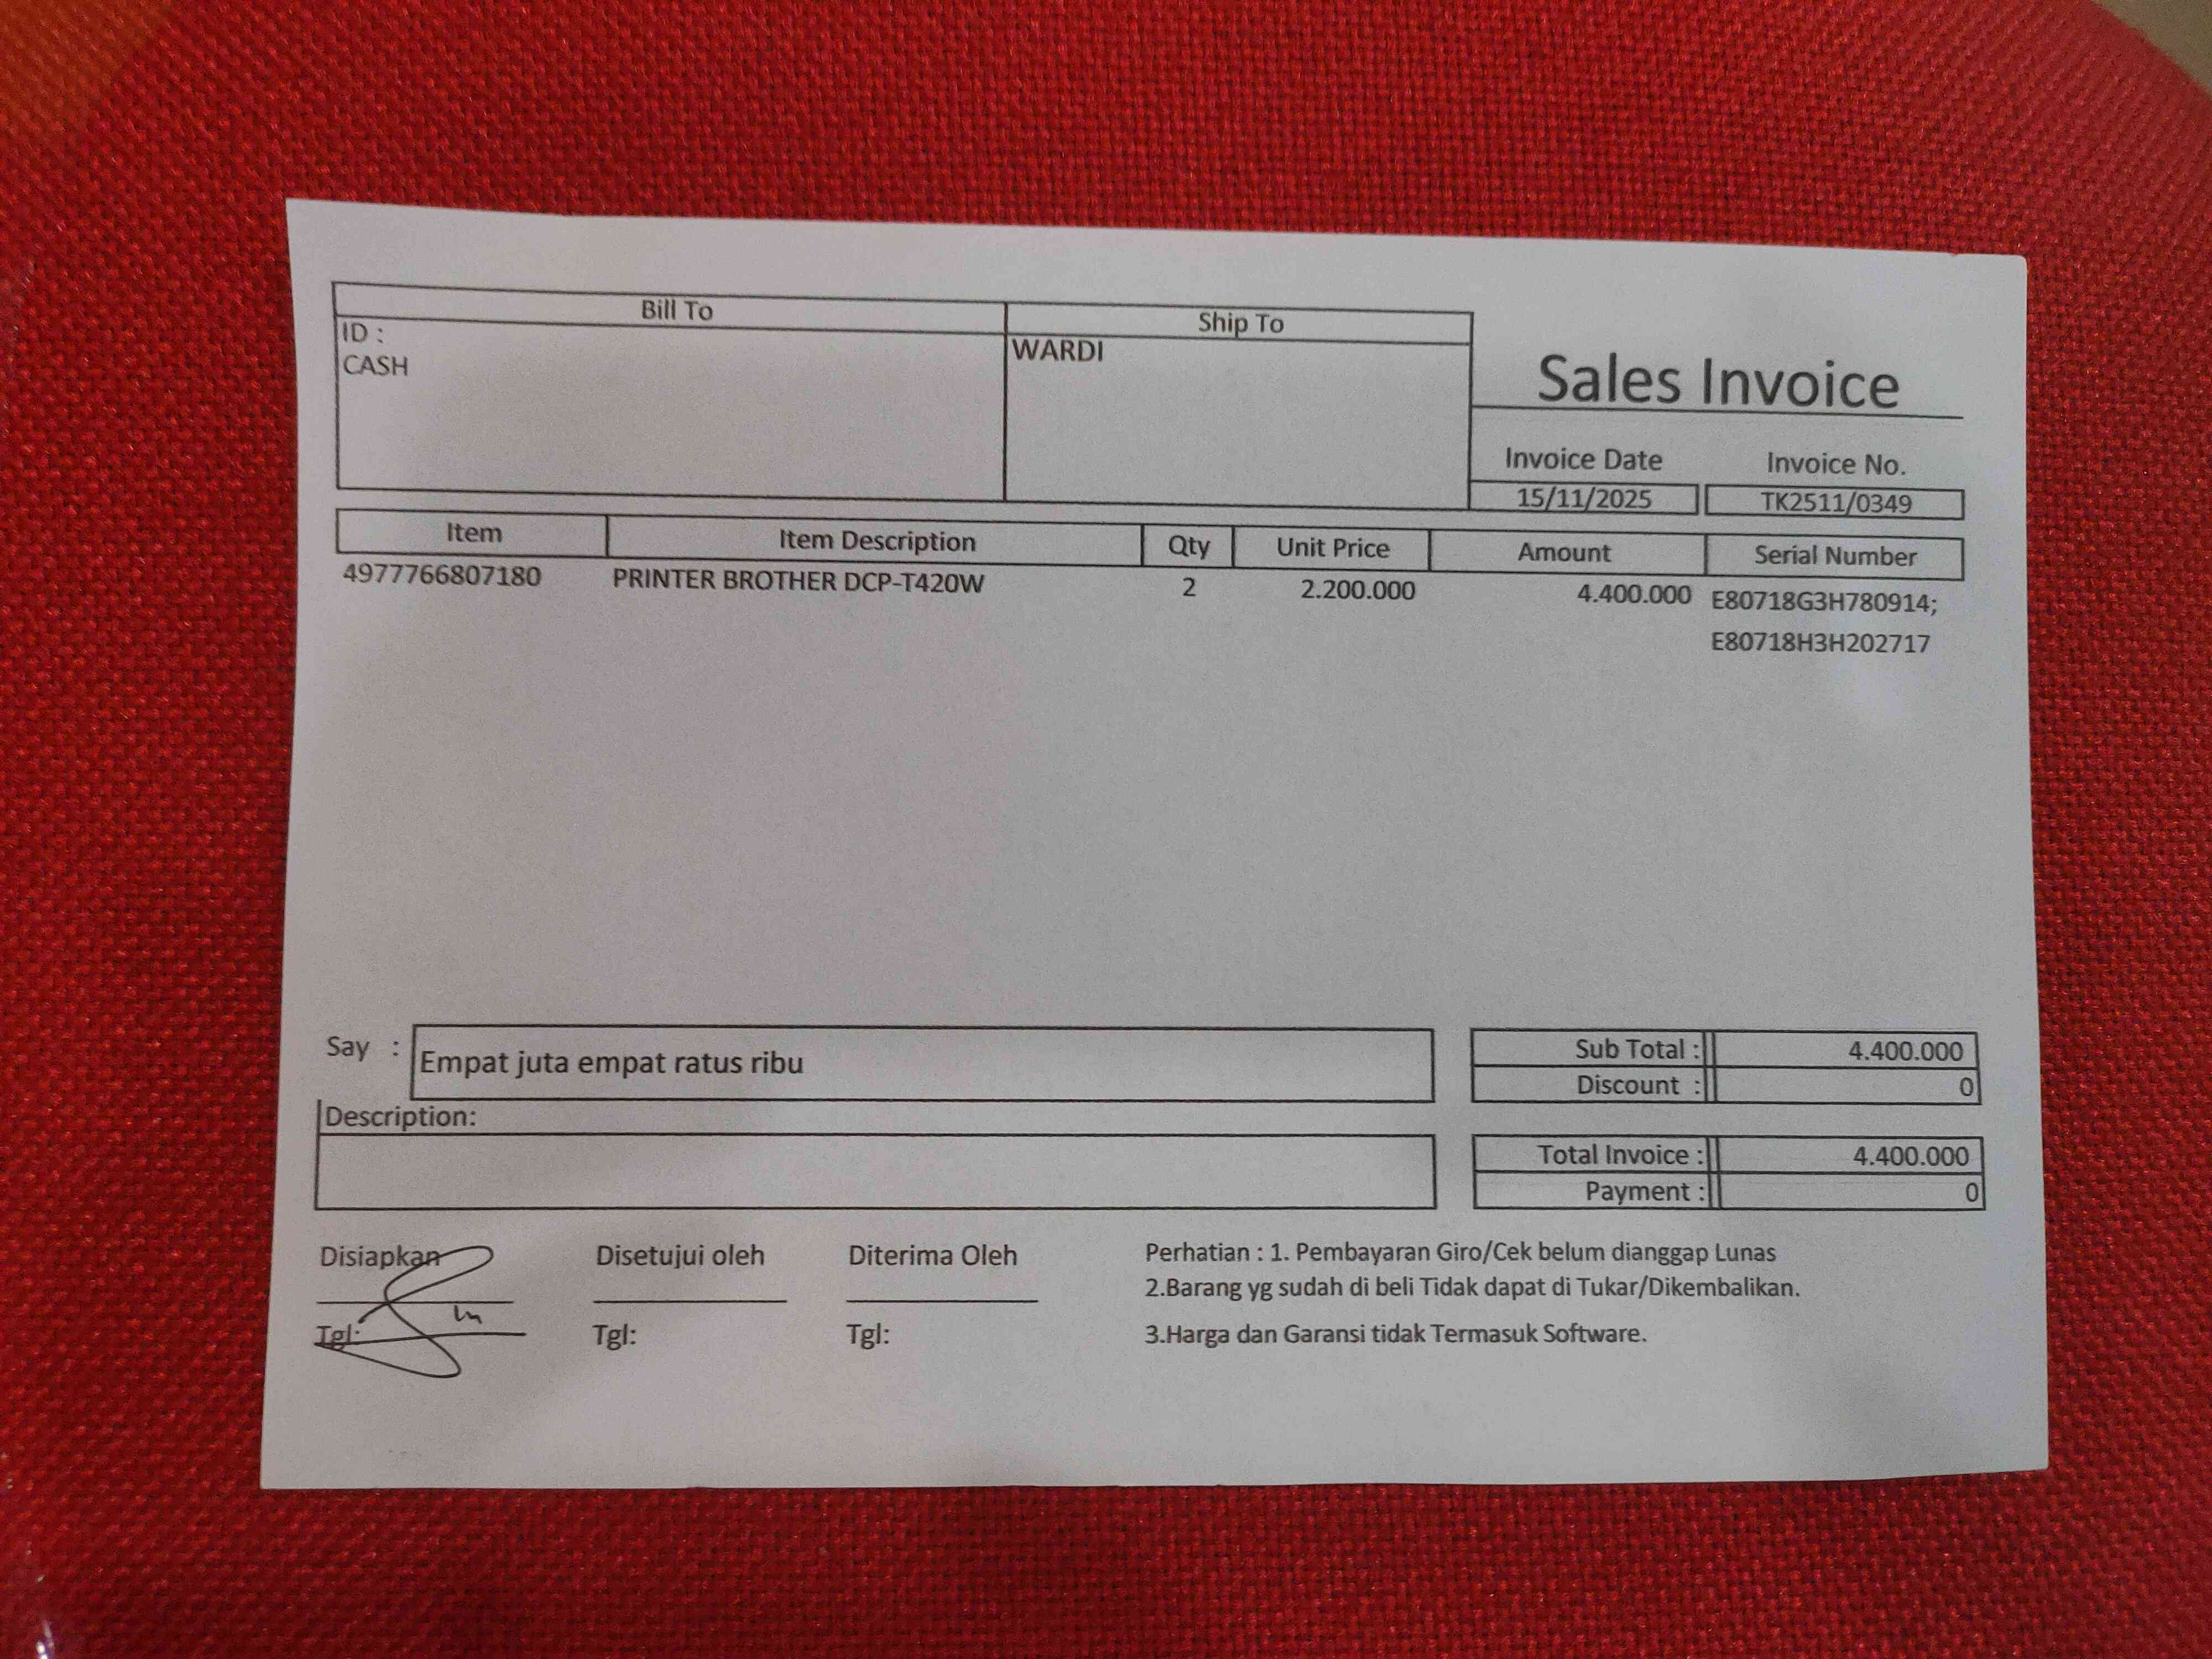 Bill To
Ship To
ID :
CASH
WARDI
Sales Invoice
Invoice Date Invoice No.
15/11/2025 TK2511/0349
Item Item Description Qty Unit Price Amount Serial Number
4977766807180 PRINTER BROTHER DCP-T420W 2 2.200.000 4.400.000 E80718G3H780914;
E80718H3H202717
Say : Empat juta empat ratus ribu
Sub Total : 4.400.000
Discount : 0
Description:
Total Invoice : 4.400.000
Payment : 0
Disiapkan Disetujui oleh Diterima Oleh
Tgl: Tgl: Tgl:
Perhatian : 1. Pembayaran Giro/Cek belum dianggap Lunas
2.Barang yg sudah di beli Tidak dapat di Tukar/Dikembalikan.
3.Harga dan Garansi tidak Termasuk Software.